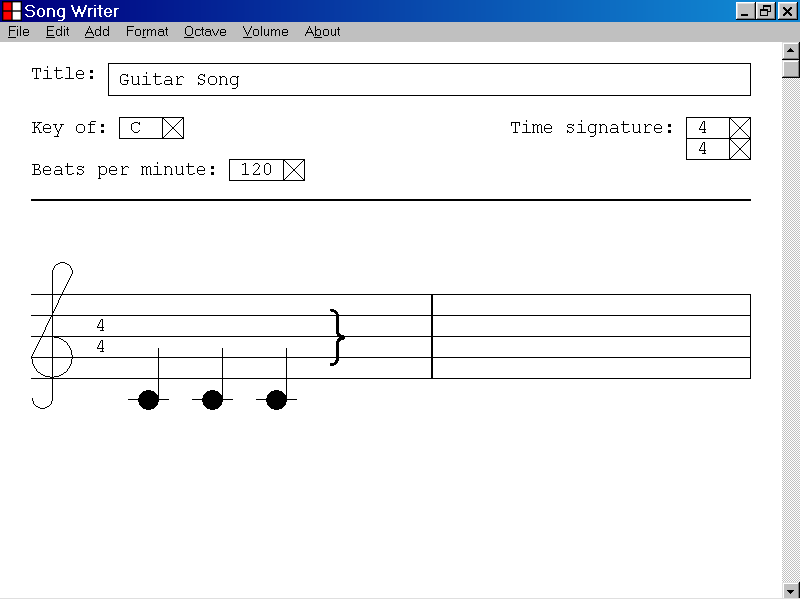 Song Writer
File Edit Add Format Octave Volume About
Title: Guitar Song
Key of: C Time signature: 4
4
Beats per minute: 120
4
4